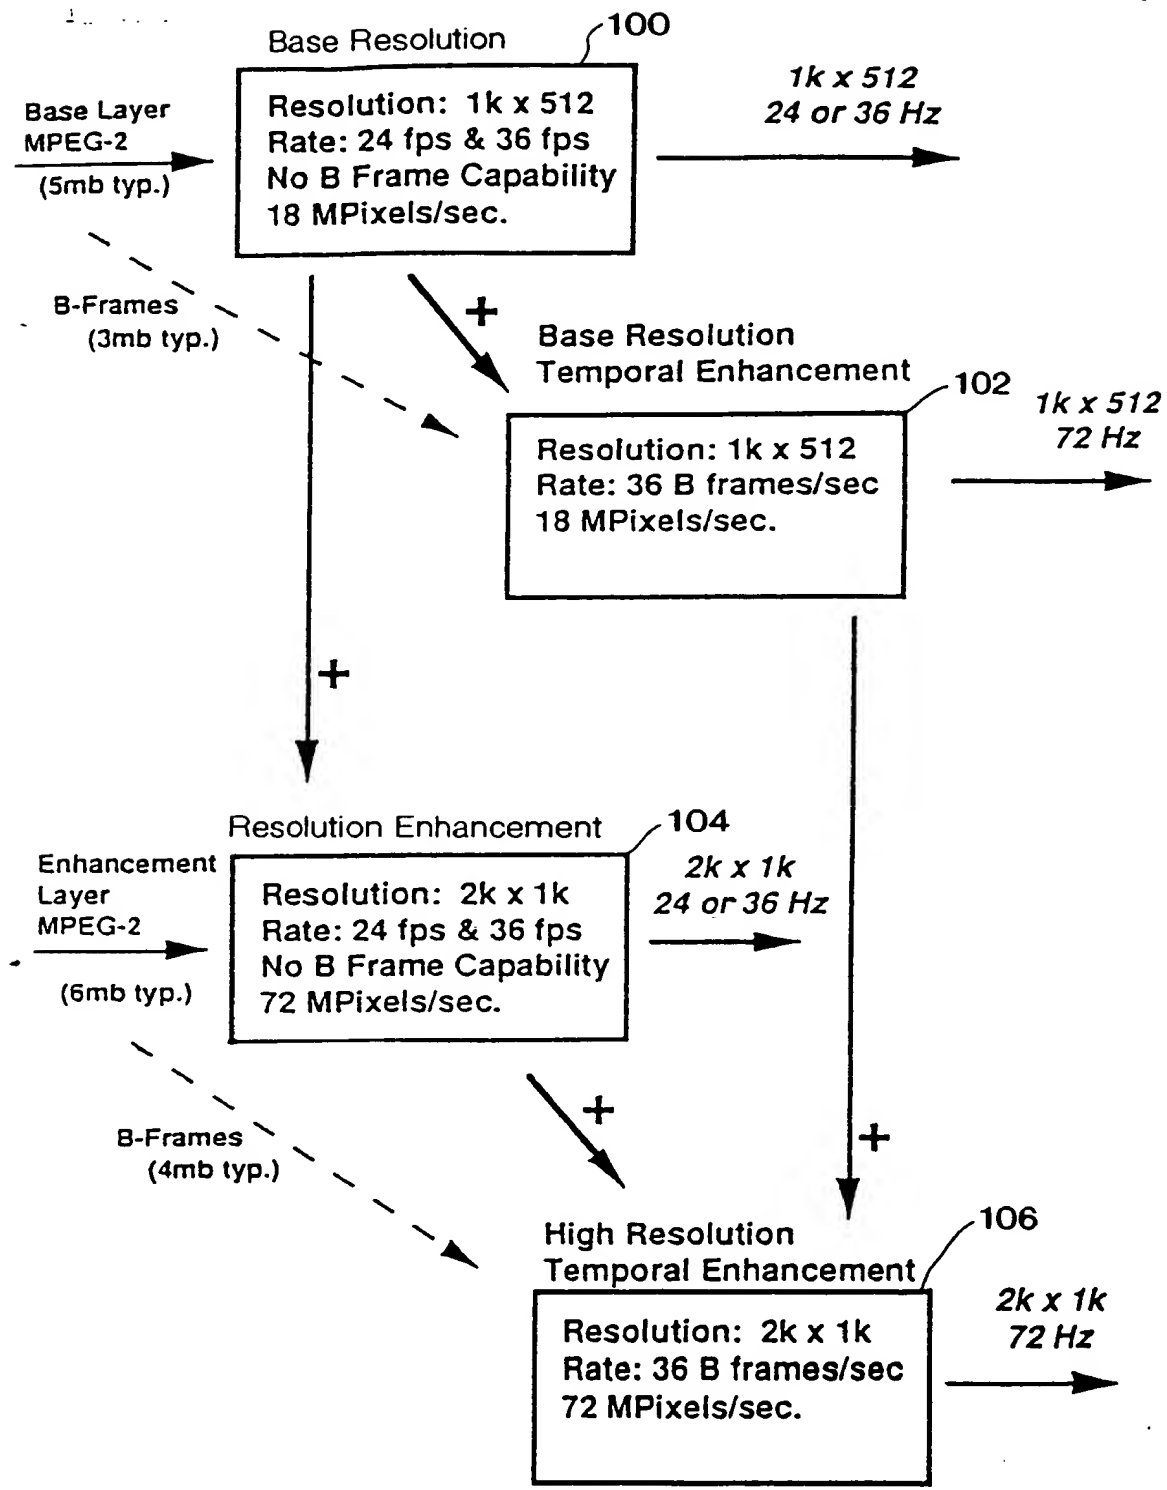 Base Resolution
100
Resolution: 1k x 512
Rate: 24 fps & 36 fps
No B Frame Capability
18 MPixels/sec.
Base Layer
MPEG-2
(5mb typ.)
1k x 512
24 or 36 Hz
B-Frames
(3mb typ.)
+
Base Resolution
Temporal Enhancement
102
Resolution: 1k x 512
Rate: 36 B frames/sec
18 MPixels/sec.
1k x 512
72 Hz
+
Resolution Enhancement
104
Enhancement
Layer
MPEG-2
(6mb typ.)
Resolution: 2k x 1k
Rate: 24 fps & 36 fps
No B Frame Capability
72 MPixels/sec.
2k x 1k
24 or 36 Hz
B-Frames
(4mb typ.)
+
+
High Resolution
Temporal Enhancement
106
Resolution: 2k x 1k
Rate: 36 B frames/sec
72 MPixels/sec.
2k x 1k
72 Hz